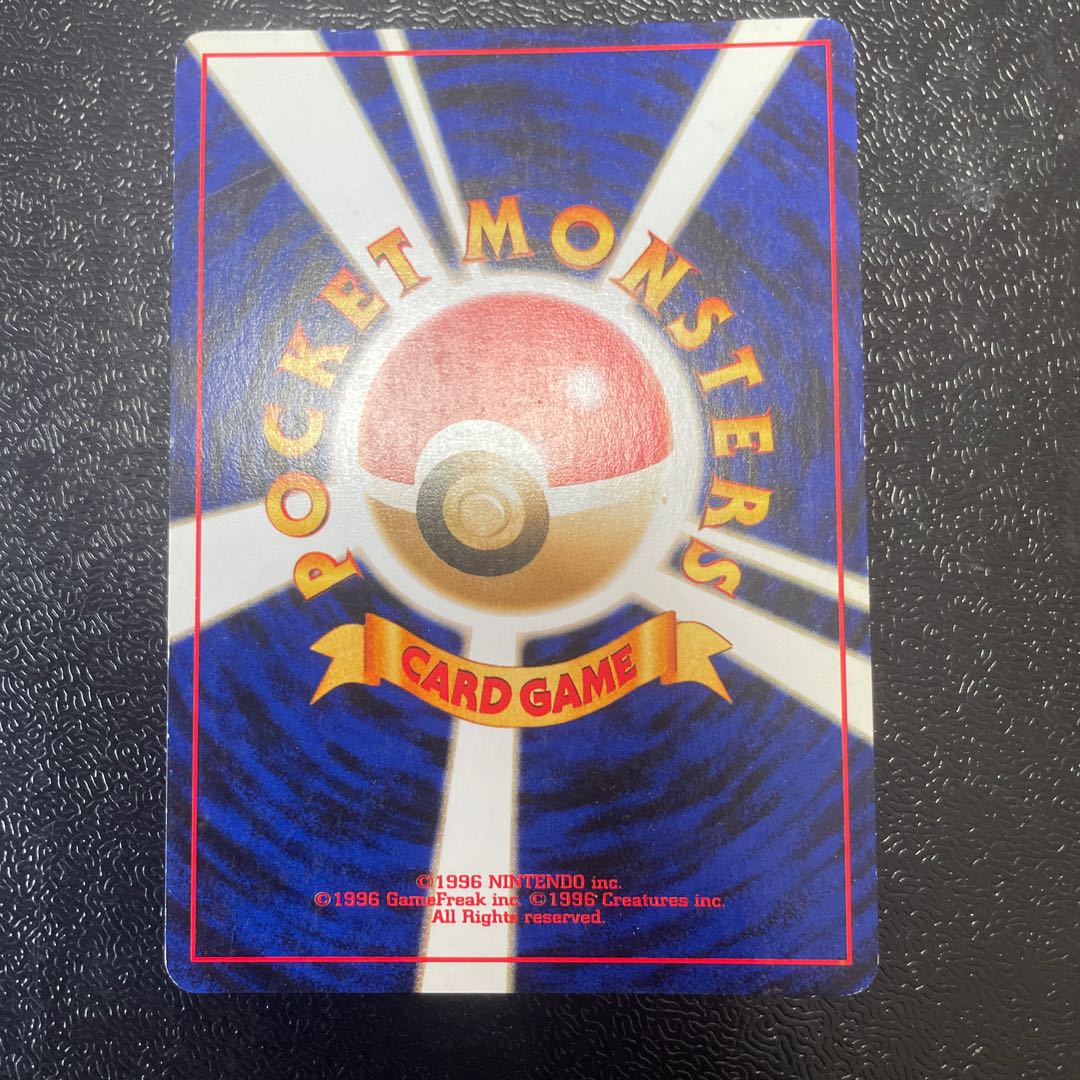 POCKET MONSTERS
CARD GAME
©1996 NINTENDO inc.
©1996 GameFreak inc. ©1996 Creatures inc.
All Rights reserved.